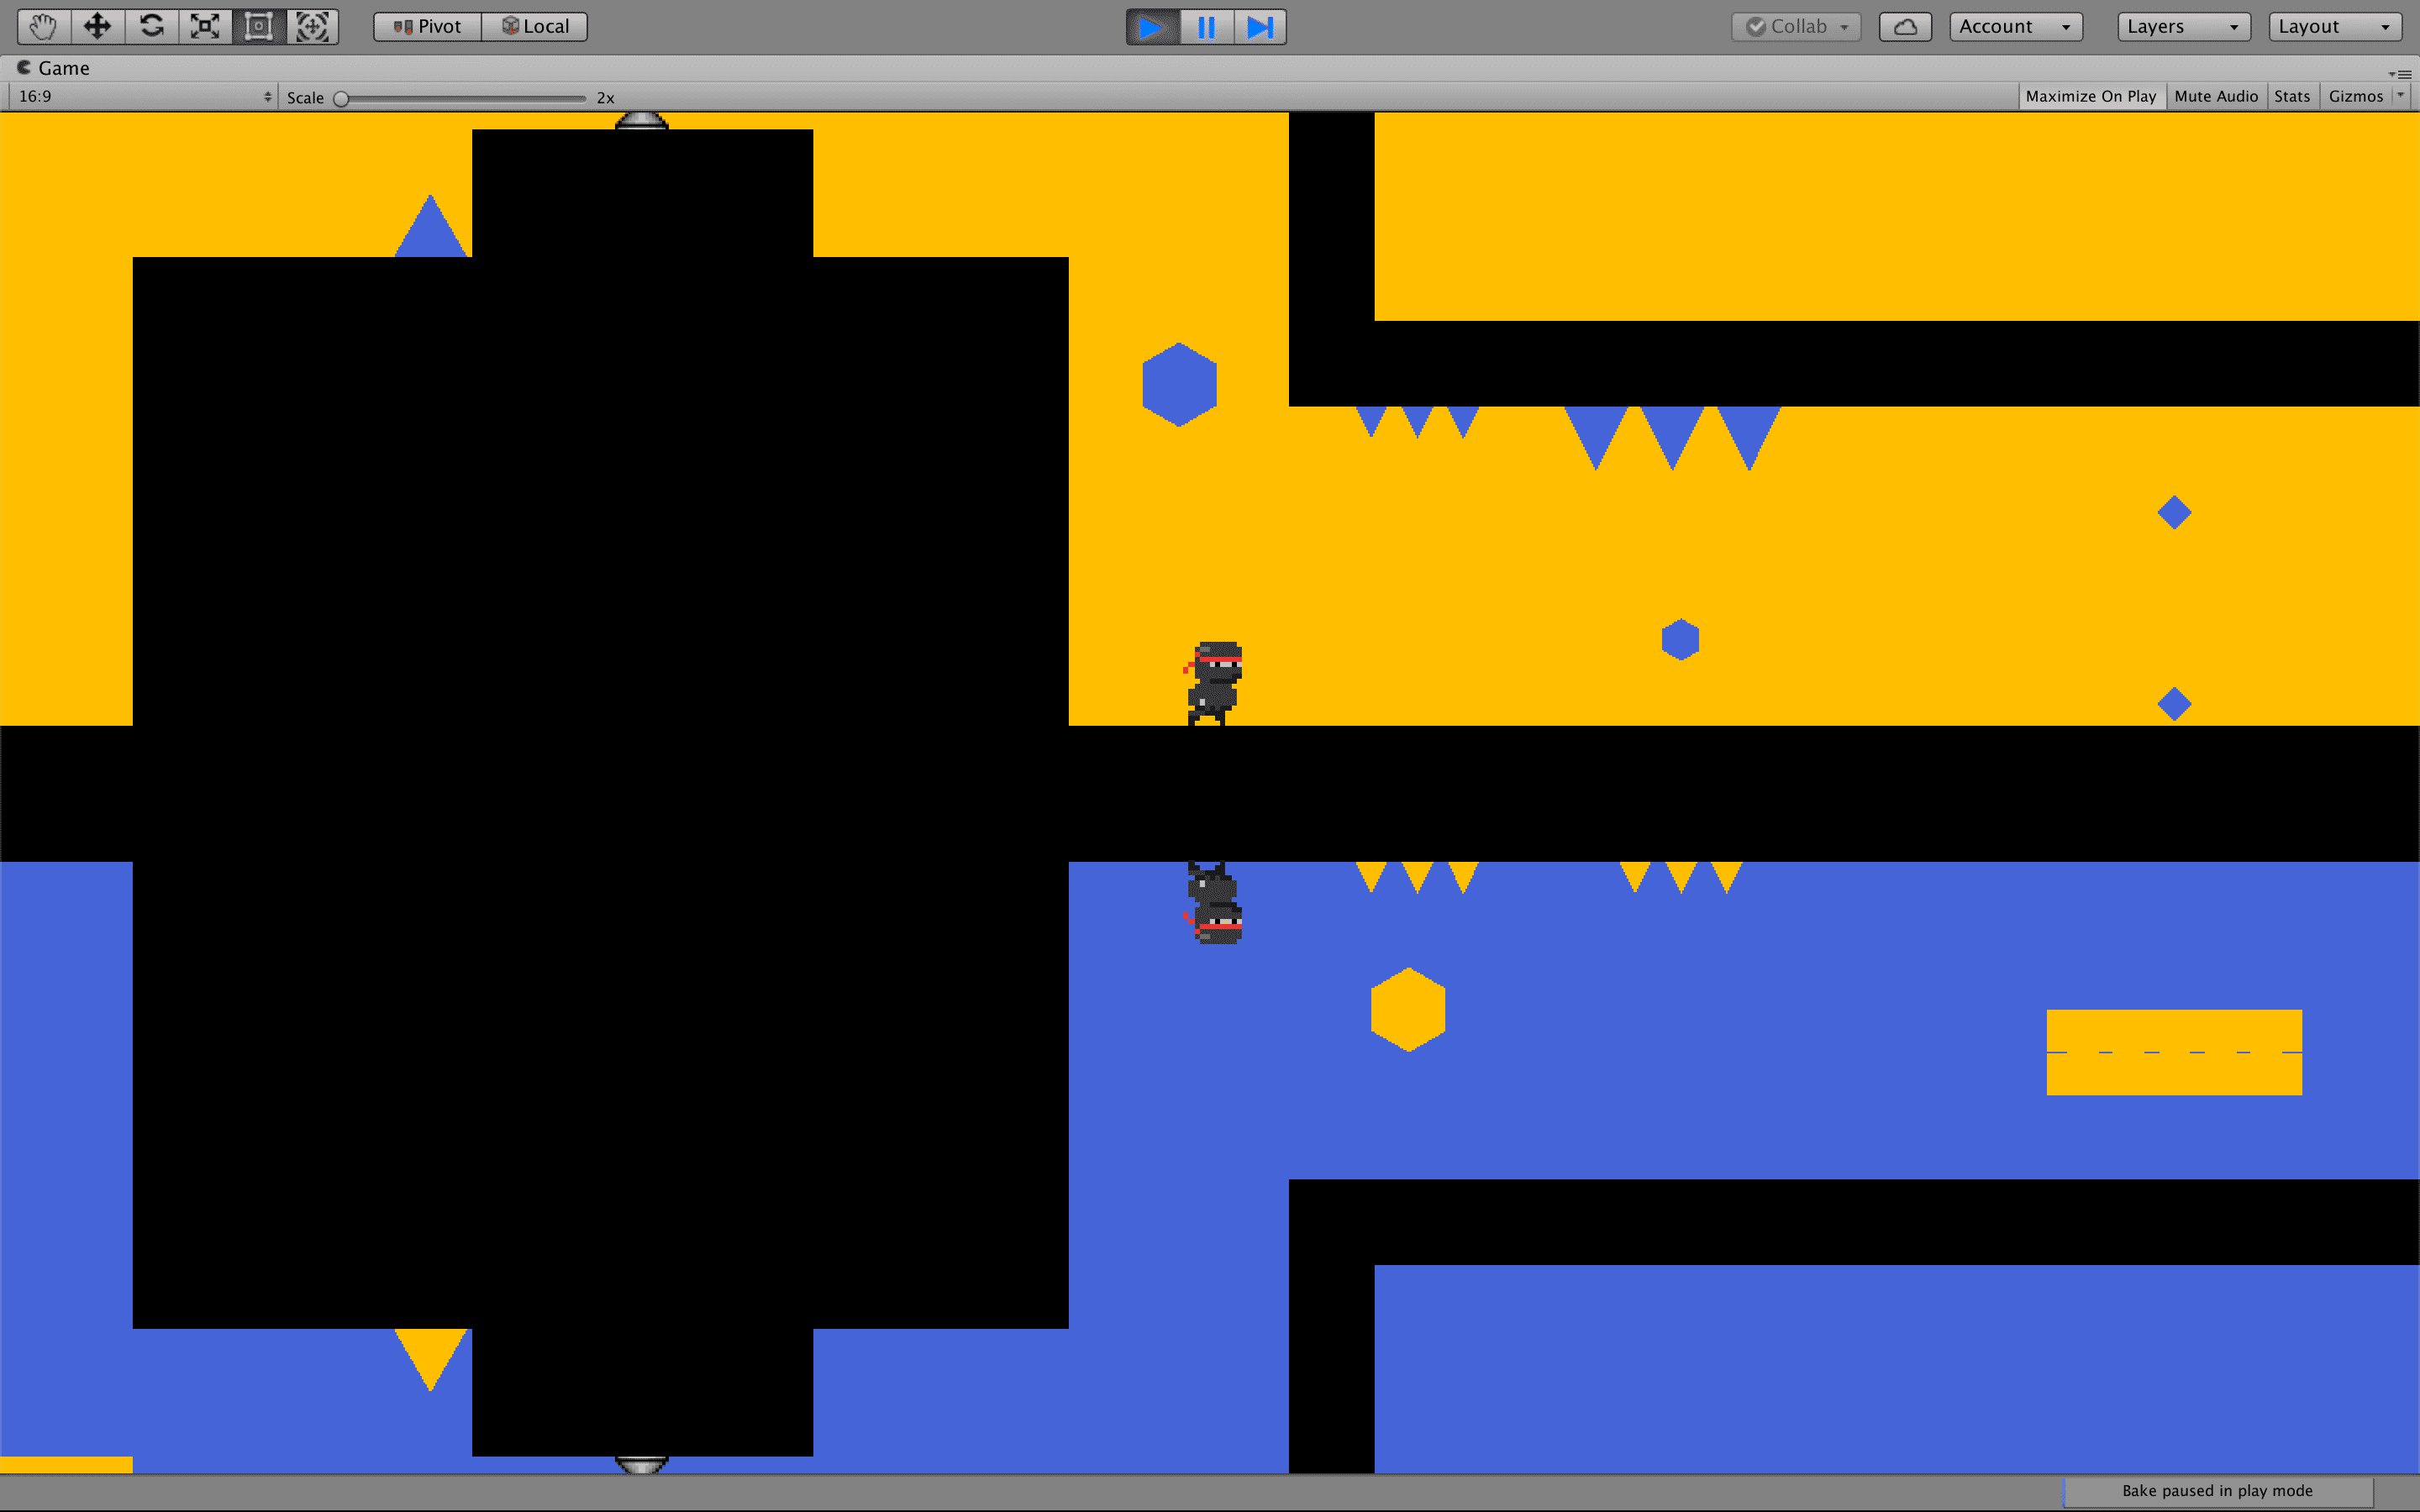 Pivot Local Collab Account Layers Layout
Game
16:9 Scale 2x Maximize On Play Mute Audio Stats Gizmos
Bake paused in play mode